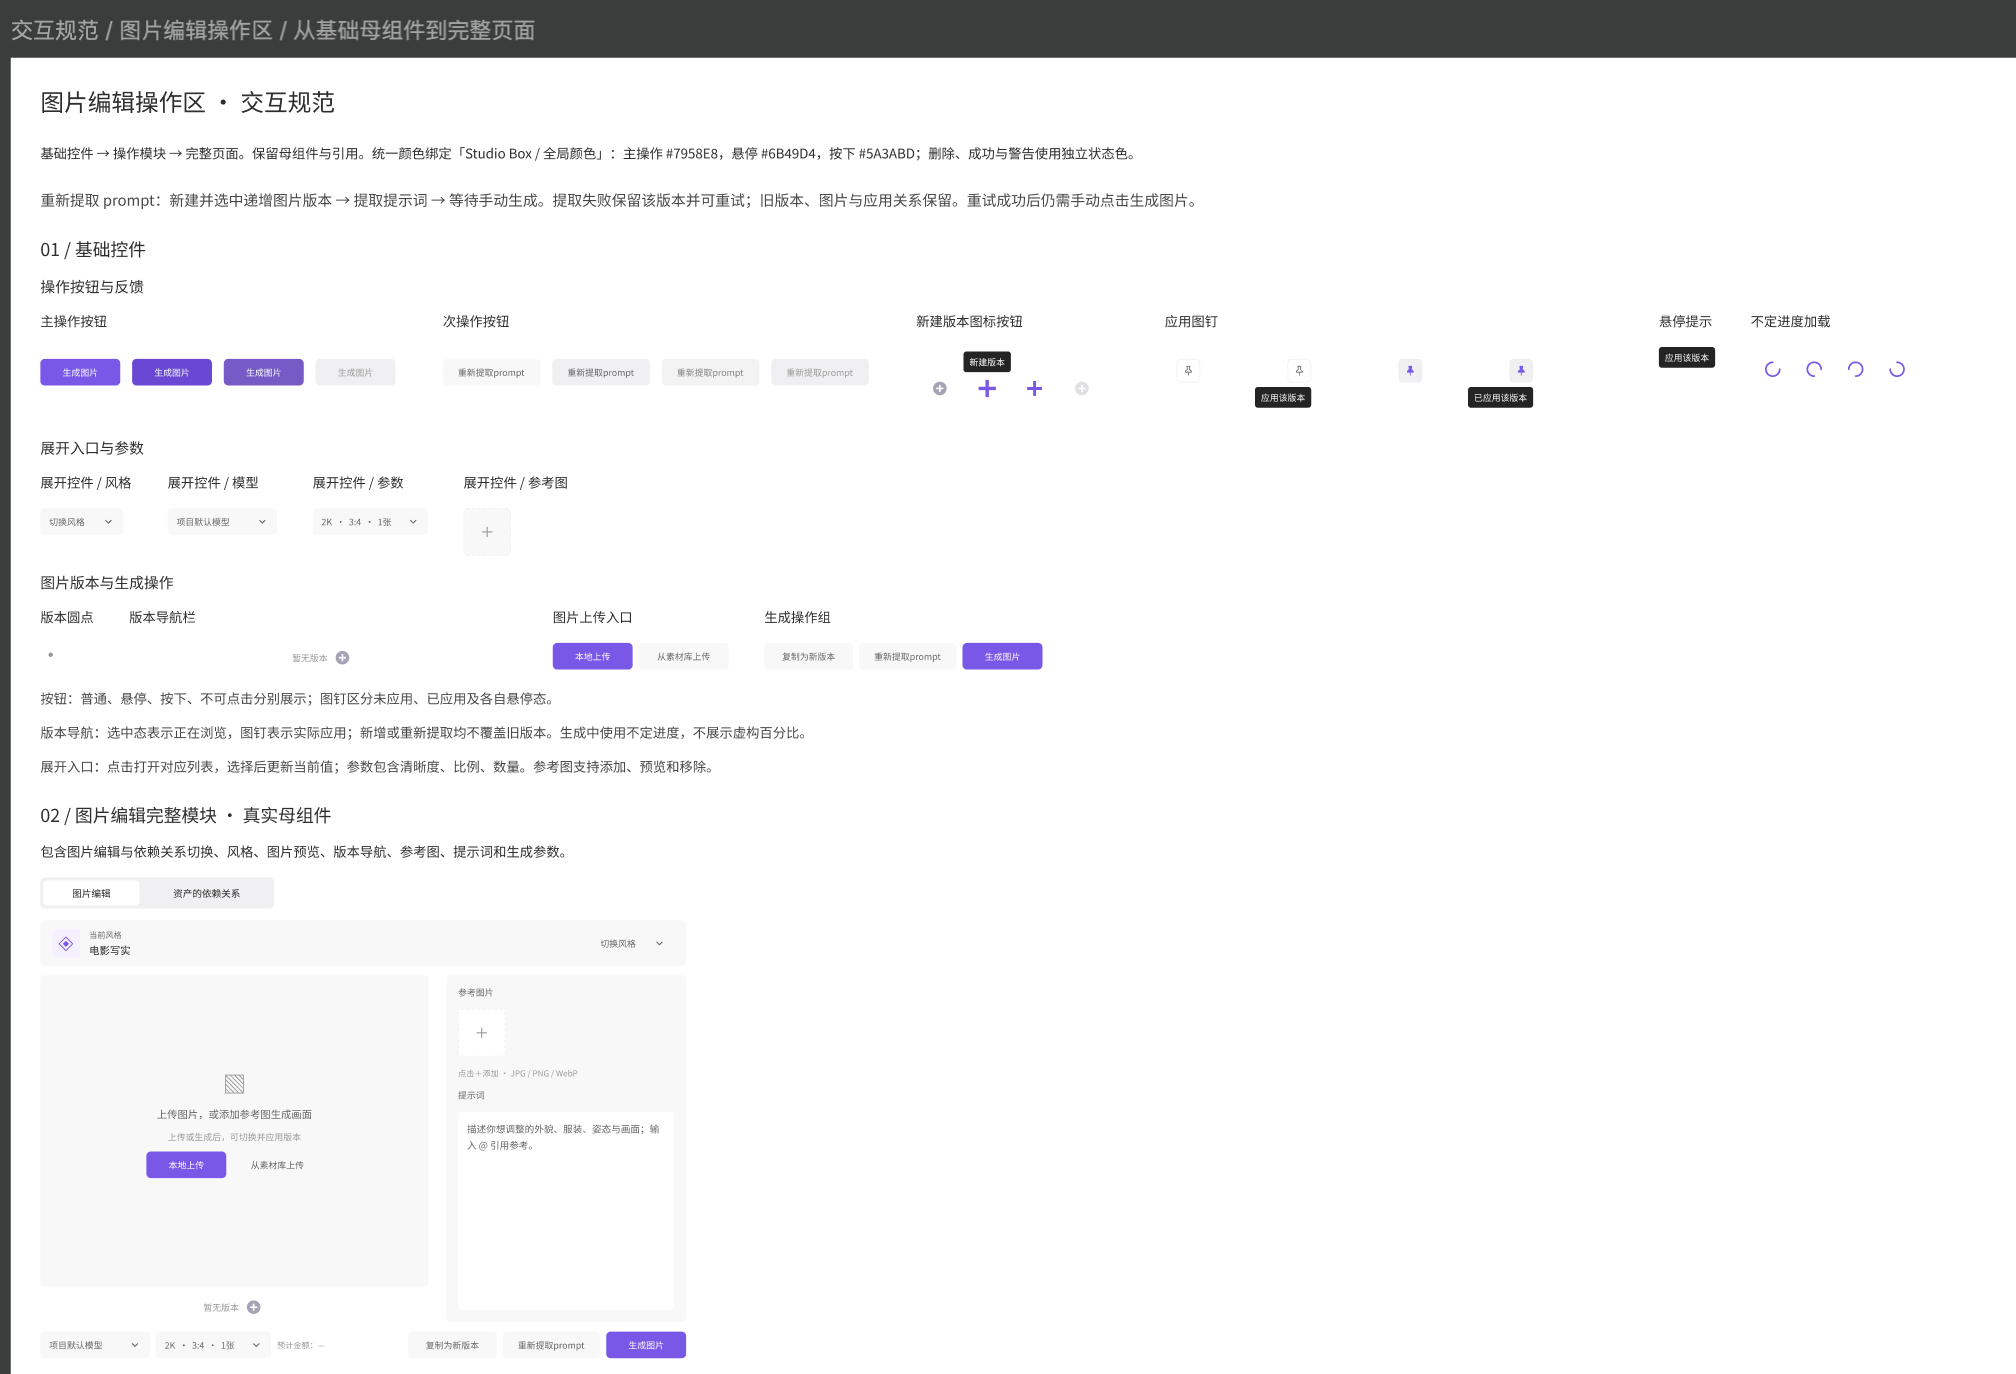 交互规范 / 图片编辑操作区 / 从基础母组件到完整页面
图片编辑操作区 · 交互规范
基础控件 → 操作模块 → 完整页面。保留母组件与引用。统一颜色绑定「Studio Box / 全局颜色」：主操作 #7958E8，悬停 #6B49D4，按下 #5A3ABD；删除、成功与警告使用独立状态色。
重新提取 prompt：新建并选中递增图片版本 → 提取提示词 → 等待手动生成。提取失败保留该版本并可重试；旧版本、图片与应用关系保留。重试成功后仍需手动点击生成图片。
01 / 基础控件
操作按钮与反馈
主操作按钮 次操作按钮 新建版本图标按钮 应用图钉 悬停提示 不定进度加载
新建版本 应用该版本
生成图片 生成图片 生成图片 生成图片 重新提取prompt 重新提取prompt 重新提取prompt 重新提取prompt
应用该版本 已应用该版本
展开入口与参数
展开控件 / 风格 展开控件 / 模型 展开控件 / 参数 展开控件 / 参考图
切换风格 项目默认模型 2K · 3:4 · 1张
图片版本与生成操作
版本圆点 版本导航栏 图片上传入口 生成操作组
暂无版本 本地上传 从素材库上传 复制为新版本 重新提取prompt 生成图片
按钮：普通、悬停、按下、不可点击分别展示；图钉区分未应用、已应用及各自悬停态。
版本导航：选中态表示正在浏览，图钉表示实际应用；新增或重新提取均不覆盖旧版本。生成中使用不定进度，不展示虚构百分比。
展开入口：点击打开对应列表，选择后更新当前值；参数包含清晰度、比例、数量。参考图支持添加、预览和移除。
02 / 图片编辑完整模块 · 真实母组件
包含图片编辑与依赖关系切换、风格、图片预览、版本导航、参考图、提示词和生成参数。
图片编辑 资产的依赖关系
当前风格
电影写实
切换风格
参考图片
点击＋添加 · JPG / PNG / WebP
提示词
描述你想调整的外貌、服装、姿态与画面；输
入 @ 引用参考。
上传图片，或添加参考图生成画面
上传或生成后，可切换并应用版本
本地上传 从素材库上传
暂无版本
项目默认模型 2K · 3:4 · 1张 预计金额：— 复制为新版本 重新提取prompt 生成图片